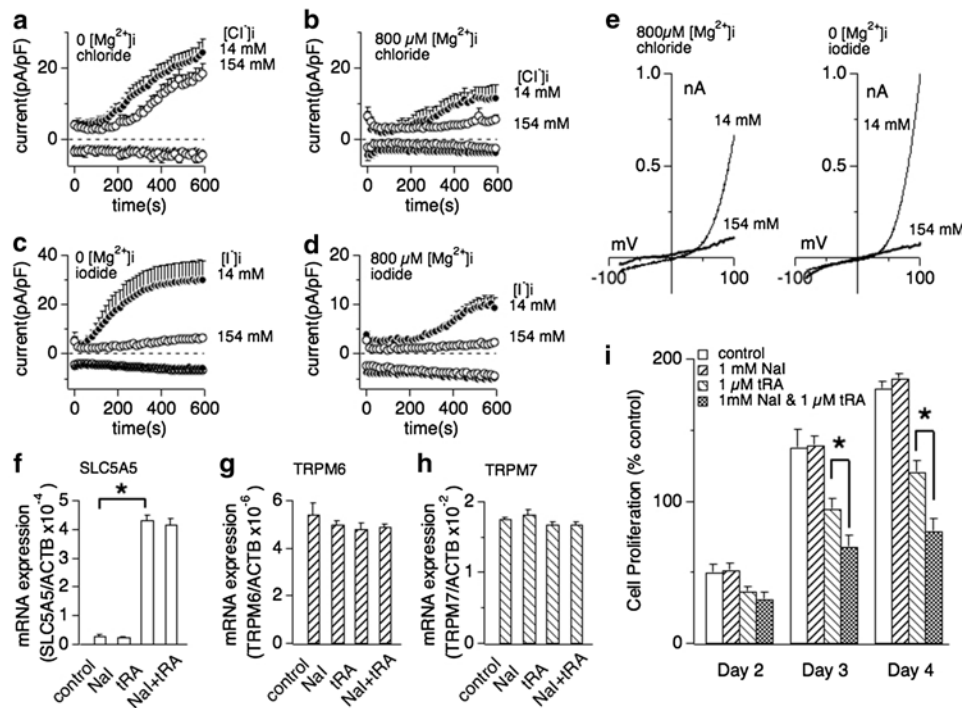 a
0 [Mg2+]i
chloride
[Cl-]i
14 mM
154 mM
current(pA/pF)
20
0
0 200 400 600
time(s)
b
800 µM [Mg2+]i
chloride
[Cl-]i
14 mM
154 mM
current(pA/pF)
20
0
0 200 400 600
time(s)
c
0 [Mg2+]i
iodide
[I-]i
14 mM
154 mM
current(pA/pF)
40
20
0
0 200 400 600
time(s)
d
800 µM [Mg2+]i
iodide
[I-]i
14 mM
154 mM
current(pA/pF)
20
10
0
0 200 400 600
time(s)
e
800µM [Mg2+]i
chloride
1.0
nA
14 mM
0.5
154 mM
mV
-100
100
0 [Mg2+]i
iodide
1.0
nA
14 mM
0.5
154 mM
mV
-100
100
f
SLC5A5
mRNA expression
(SLC5A5/ACTB x10-4)
5
4
3
2
1
0
*
control
NaI
tRA
NaI+tRA
g
TRPM6
mRNA expression
(TRPM6/ACTB x10-6)
6
4
2
0
control
NaI
tRA
NaI+tRA
h
TRPM7
mRNA expression
(TRPM7/ACTB x10-2)
2
1
0
control
NaI
tRA
NaI+tRA
i
control
1 mM NaI
1 µM tRA
1mM NaI & 1 µM tRA
Cell Proliferation (% control)
200
100
0
*
*
Day 2
Day 3
Day 4